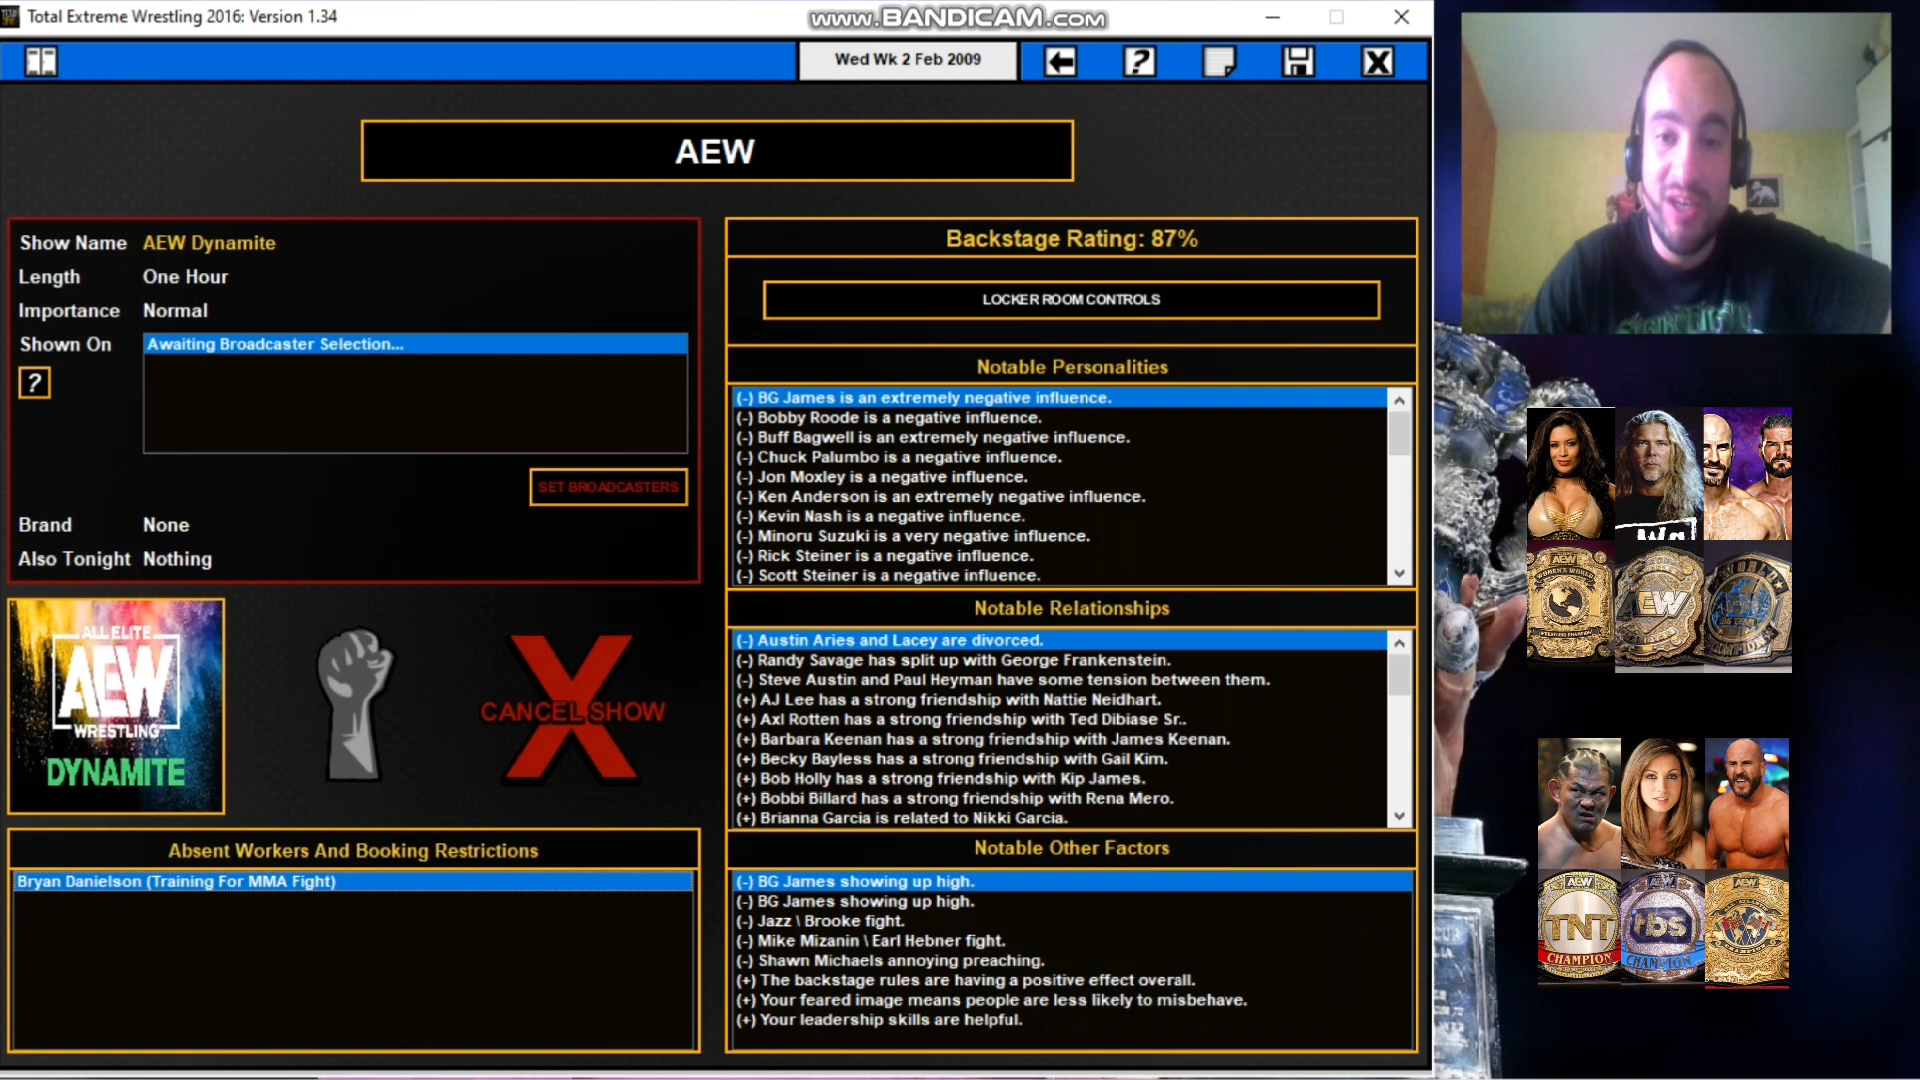 Total Extreme Wrestling 2016: Version 1.34
www.BANDICAM.com
Wed Wk 2 Feb 2009
AEW
Show Name AEW Dynamite
Length One Hour
Importance Normal
Shown On Awaiting Broadcaster Selection...
?
SET BROADCASTERS
Brand None
Also Tonight Nothing
ALL ELITE
AEW
WRESTLING
DYNAMITE
CANCEL SHOW
Absent Workers And Booking Restrictions
Bryan Danielson (Training For MMA Fight)
Backstage Rating: 87%
LOCKER ROOM CONTROLS
Notable Personalities
(-) BG James is an extremely negative influence.
(-) Bobby Roode is a negative influence.
(-) Buff Bagwell is an extremely negative influence.
(-) Chuck Palumbo is a negative influence.
(-) Jon Moxley is a negative influence.
(-) Ken Anderson is an extremely negative influence.
(-) Kevin Nash is a negative influence.
(-) Minoru Suzuki is a very negative influence.
(-) Rick Steiner is a negative influence.
(-) Scott Steiner is a negative influence.
Notable Relationships
(-) Austin Aries and Lacey are divorced.
(-) Randy Savage has split up with George Frankenstein.
(-) Steve Austin and Paul Heyman have some tension between them.
(+) AJ Lee has a strong friendship with Nattie Neidhart.
(+) Axl Rotten has a strong friendship with Ted Dibiase Sr..
(+) Barbara Keenan has a strong friendship with James Keenan.
(+) Becky Bayless has a strong friendship with Gail Kim.
(+) Bob Holly has a strong friendship with Kip James.
(+) Bobbi Billard has a strong friendship with Rena Mero.
(+) Brianna Garcia is related to Nikki Garcia.
Notable Other Factors
(-) BG James showing up high.
(-) BG James showing up high.
(-) Jazz \ Brooke fight.
(-) Mike Mizanin \ Earl Hebner fight.
(-) Shawn Michaels annoying preaching.
(+) The backstage rules are having a positive effect overall.
(+) Your feared image means people are less likely to misbehave.
(+) Your leadership skills are helpful.
AEW
WOMEN'S WORLD
AEW
WORLD
AEW
TNT
CHAMPION
AEW
tbs
CHAMPION
AEW